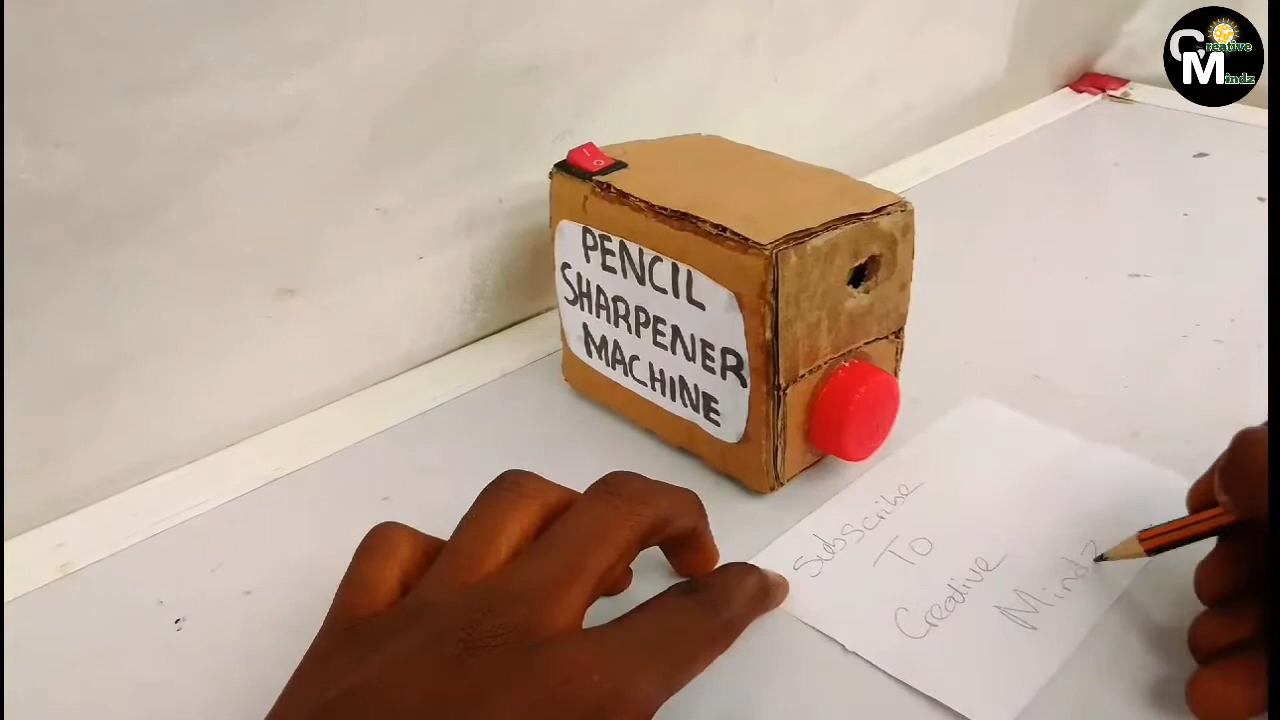 Creative
Mindz
PENCIL
SHARPENER
MACHINE
Subscribe
To
Creative
Mindz